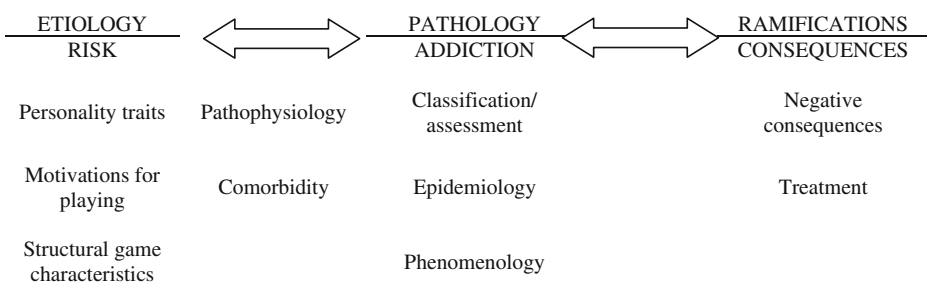 ETIOLOGY
RISK
PATHOLOGY
ADDICTION
RAMIFICATIONS
CONSEQUENCES
Personality traits
Pathophysiology
Classification/
assessment
Negative
consequences
Motivations for
playing
Comorbidity
Epidemiology
Treatment
Structural game
characteristics
Phenomenology